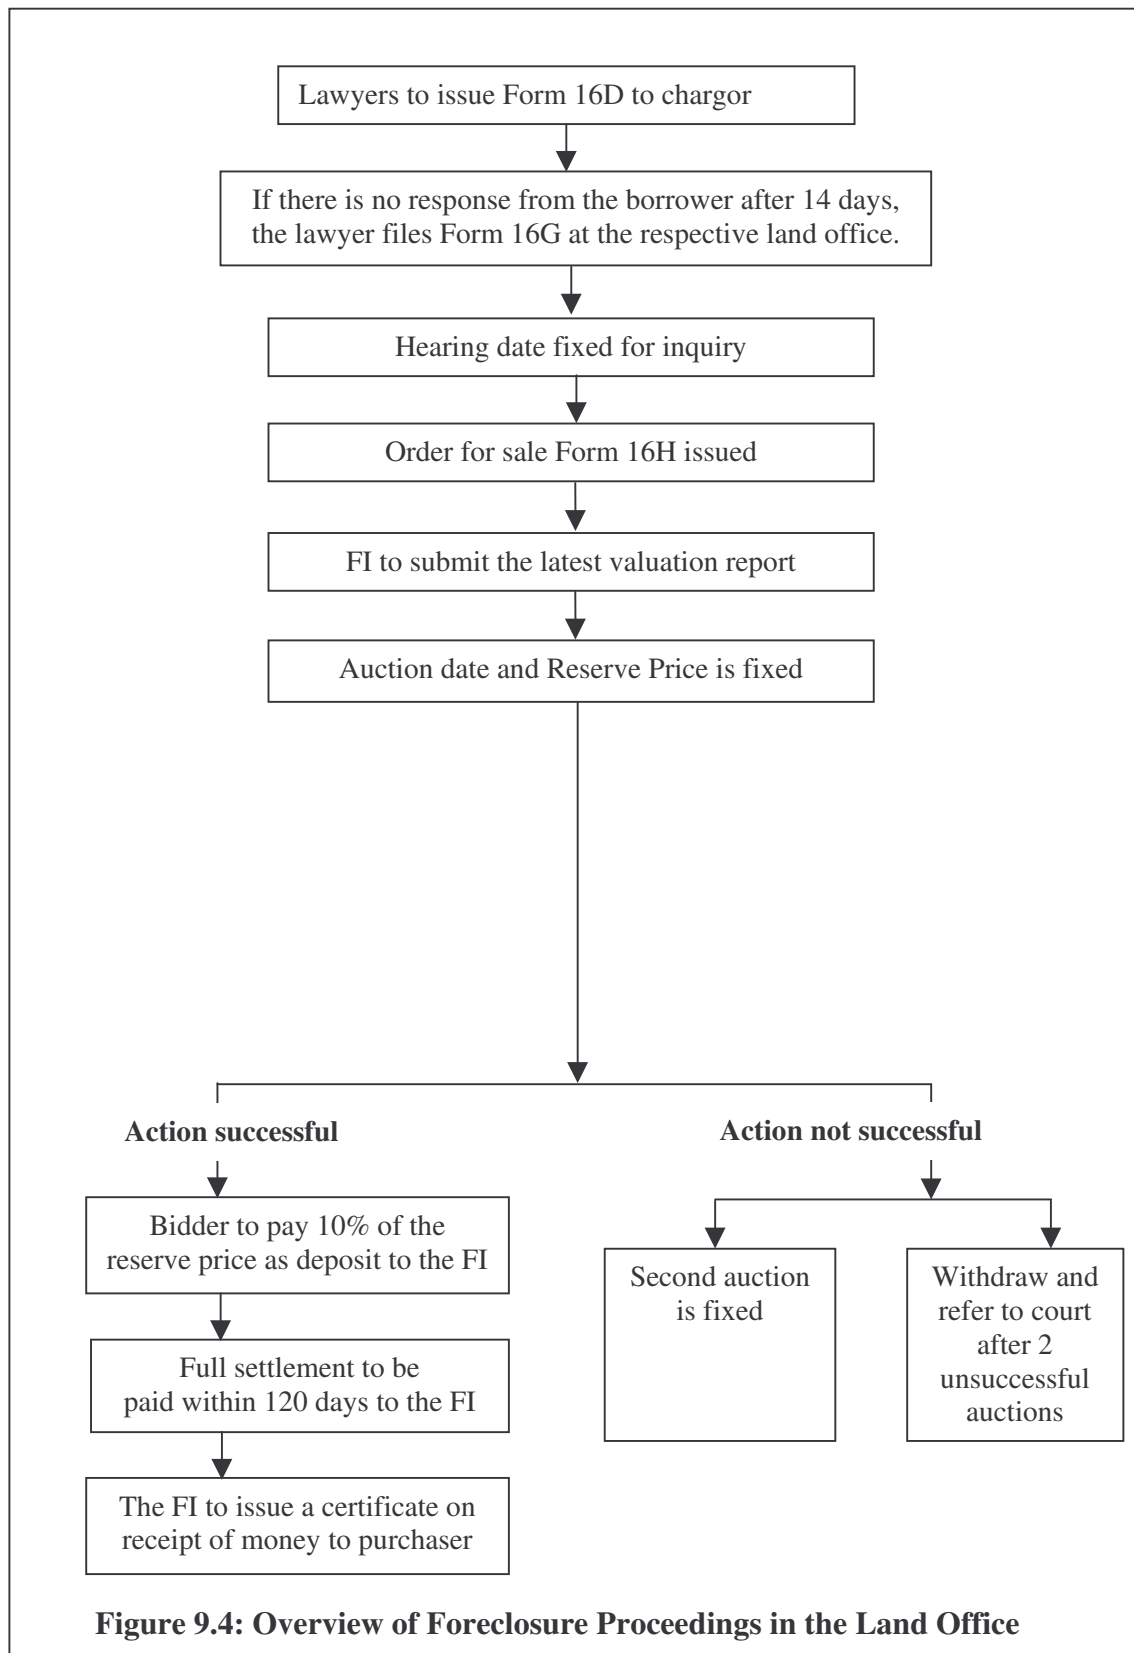 Lawyers to issue Form 16D to chargor
If there is no response from the borrower after 14 days,
the lawyer files Form 16G at the respective land office.
Hearing date fixed for inquiry
Order for sale Form 16H issued
FI to submit the latest valuation report
Auction date and Reserve Price is fixed
Action successful
Bidder to pay 10% of the
reserve price as deposit to the FI
Full settlement to be
paid within 120 days to the FI
The FI to issue a certificate on
receipt of money to purchaser
Action not successful
Second auction
is fixed
Withdraw and
refer to court
after 2
unsuccessful
auctions
Figure 9.4: Overview of Foreclosure Proceedings in the Land Office